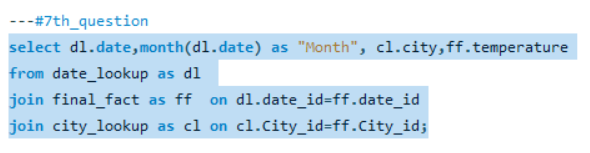 ---#7th_question
select dl.date,month(dl.date) as "Month", cl.city,ff.temperature
from date_lookup as dl
join final_fact as ff  on dl.date_id=ff.date_id
join city_lookup as cl on cl.City_id=ff.City_id;